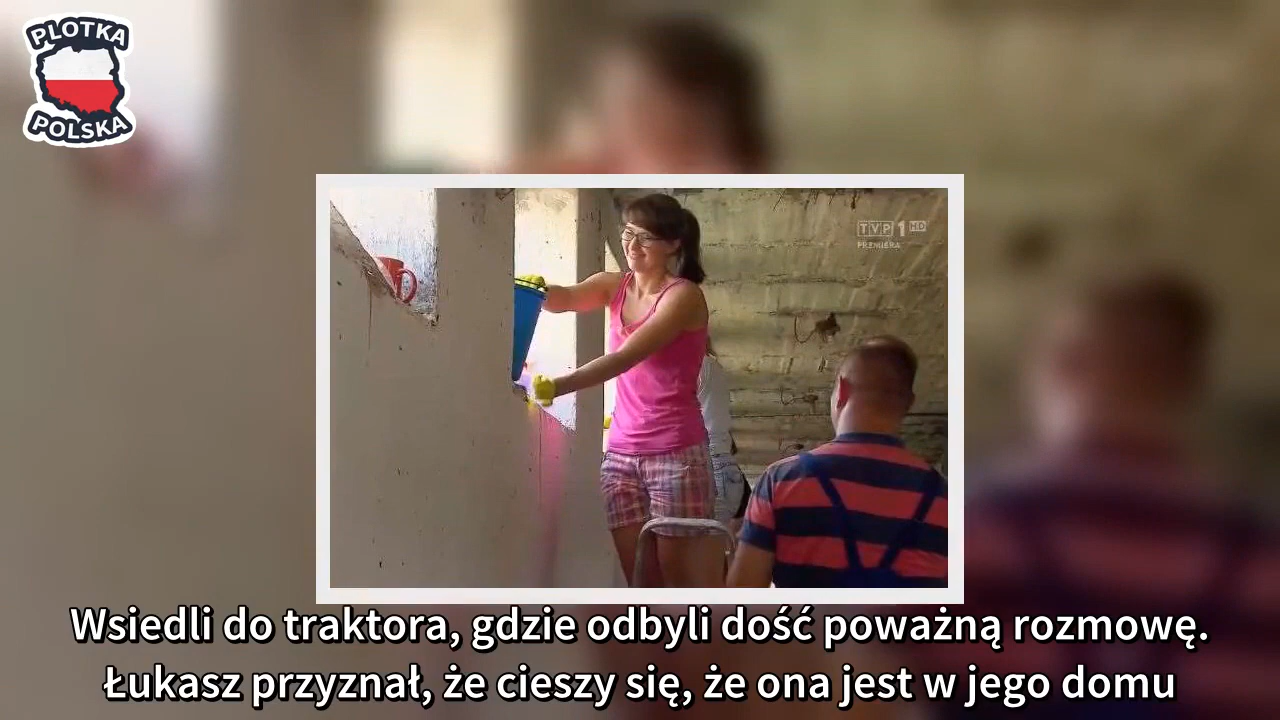 PLOTKA
POLSKA
TVP 1 HD
PREMIERA
Wsiedli do traktora, gdzie odbyli dość poważną rozmowę.
Łukasz przyznał, że cieszy się, że ona jest w jego domu